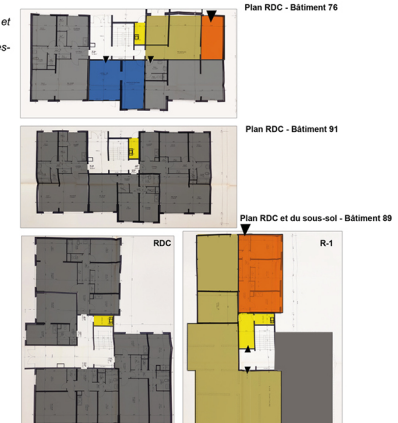 Plan RDC - Bâtiment 76
et
es-
Plan RDC - Bâtiment 91
Plan RDC et du sous-sol - Bâtiment 89
RDC
R-1